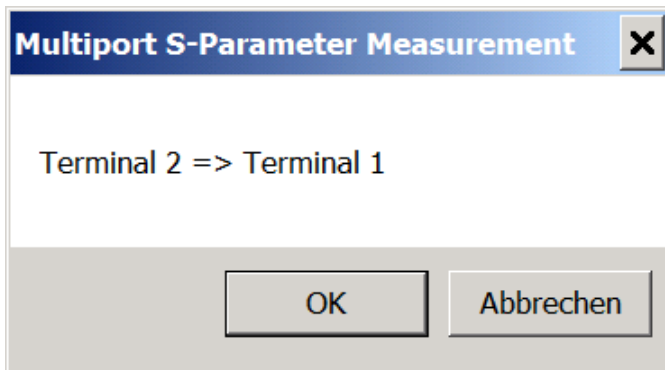 Multiport S-Parameter Measurement
Terminal 2 => Terminal 1
OK
Abbrechen